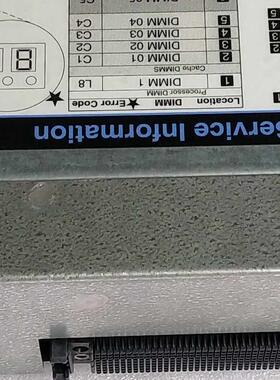 Service Information
Location DIMM ★Error Code
Processor DIMM
1 DIMM 1 L8
Cache DIMMS
2 DIMM 01 C1
3 DIMM 02 C2
4 DIMM 03 C3
5 DIMM 04 C4